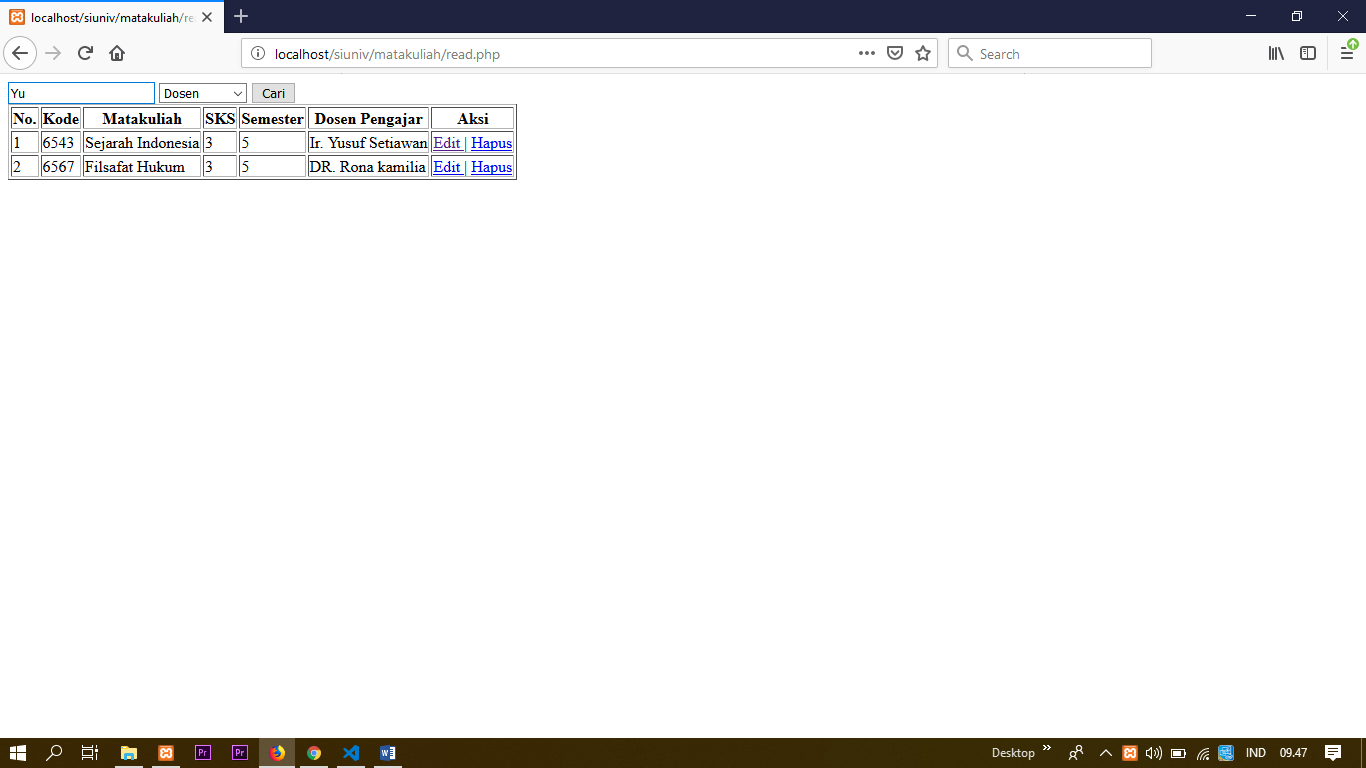 localhost/siuniv/matakuliah/re
localhost/siuniv/matakuliah/read.php
Search
Yu Dosen Cari
No. Kode Matakuliah SKS Semester Dosen Pengajar Aksi
1 6543 Sejarah Indonesia 3 5 Ir. Yusuf Setiawan Edit | Hapus
2 6567 Filsafat Hukum 3 5 DR. Rona kamilia Edit | Hapus
Pr Pr Desktop IND 09.47